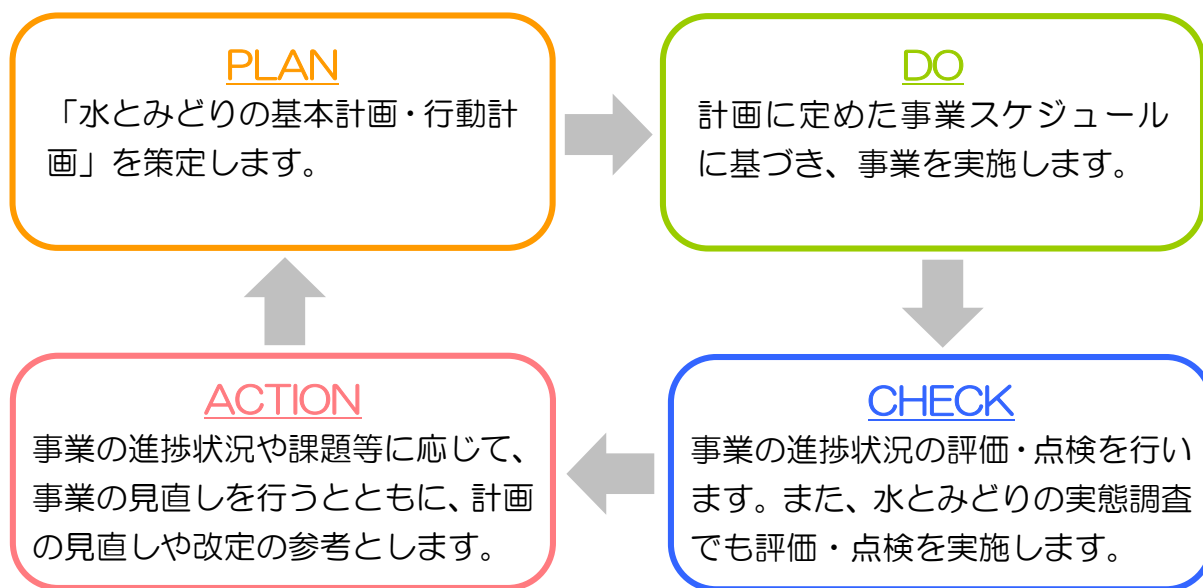 PLAN
「水とみどりの基本計画・行動計
画」を策定します。
DO
計画に定めた事業スケジュール
に基づき、事業を実施します。
CHECK
事業の進捗状況の評価・点検を行い
ます。また、水とみどりの実態調査
でも評価・点検を実施します。
ACTION
事業の進捗状況や課題等に応じて、
事業の見直しを行うとともに、計画
の見直しや改定の参考とします。